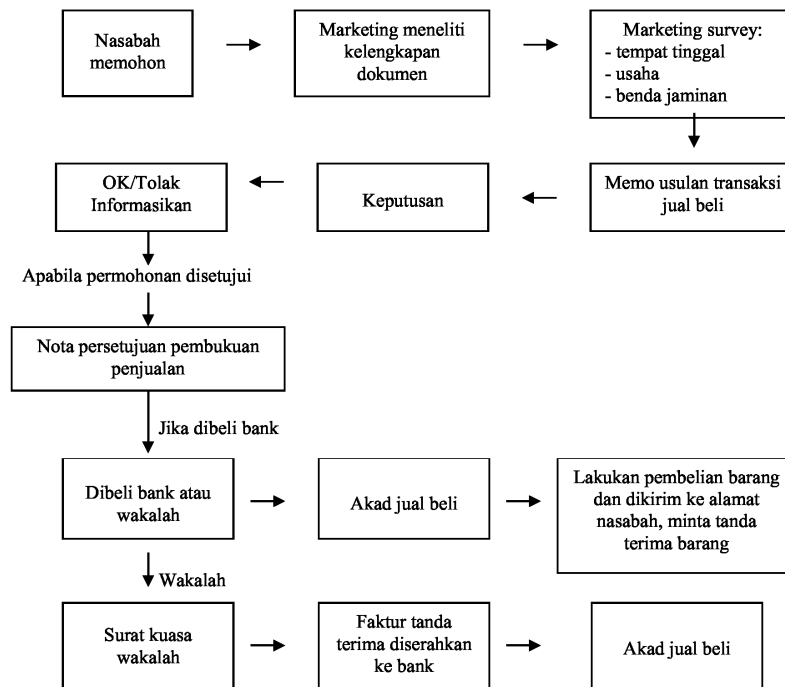 Nasabah
memohon
Marketing meneliti
kelengkapan
dokumen
Marketing survey:
- tempat tinggal
- usaha
- benda jaminan
OK/Tolak
Informasikan
Keputusan
Memo usulan transaksi
jual beli
Apabila permohonan disetujui
Nota persetujuan pembukuan
penjualan
Jika dibeli bank
Dibeli bank atau
wakalah
Akad jual beli
Lakukan pembelian barang
dan dikirim ke alamat
nasabah, minta tanda
terima barang
Wakalah
Surat kuasa
wakalah
Faktur tanda
terima diserahkan
ke bank
Akad jual beli